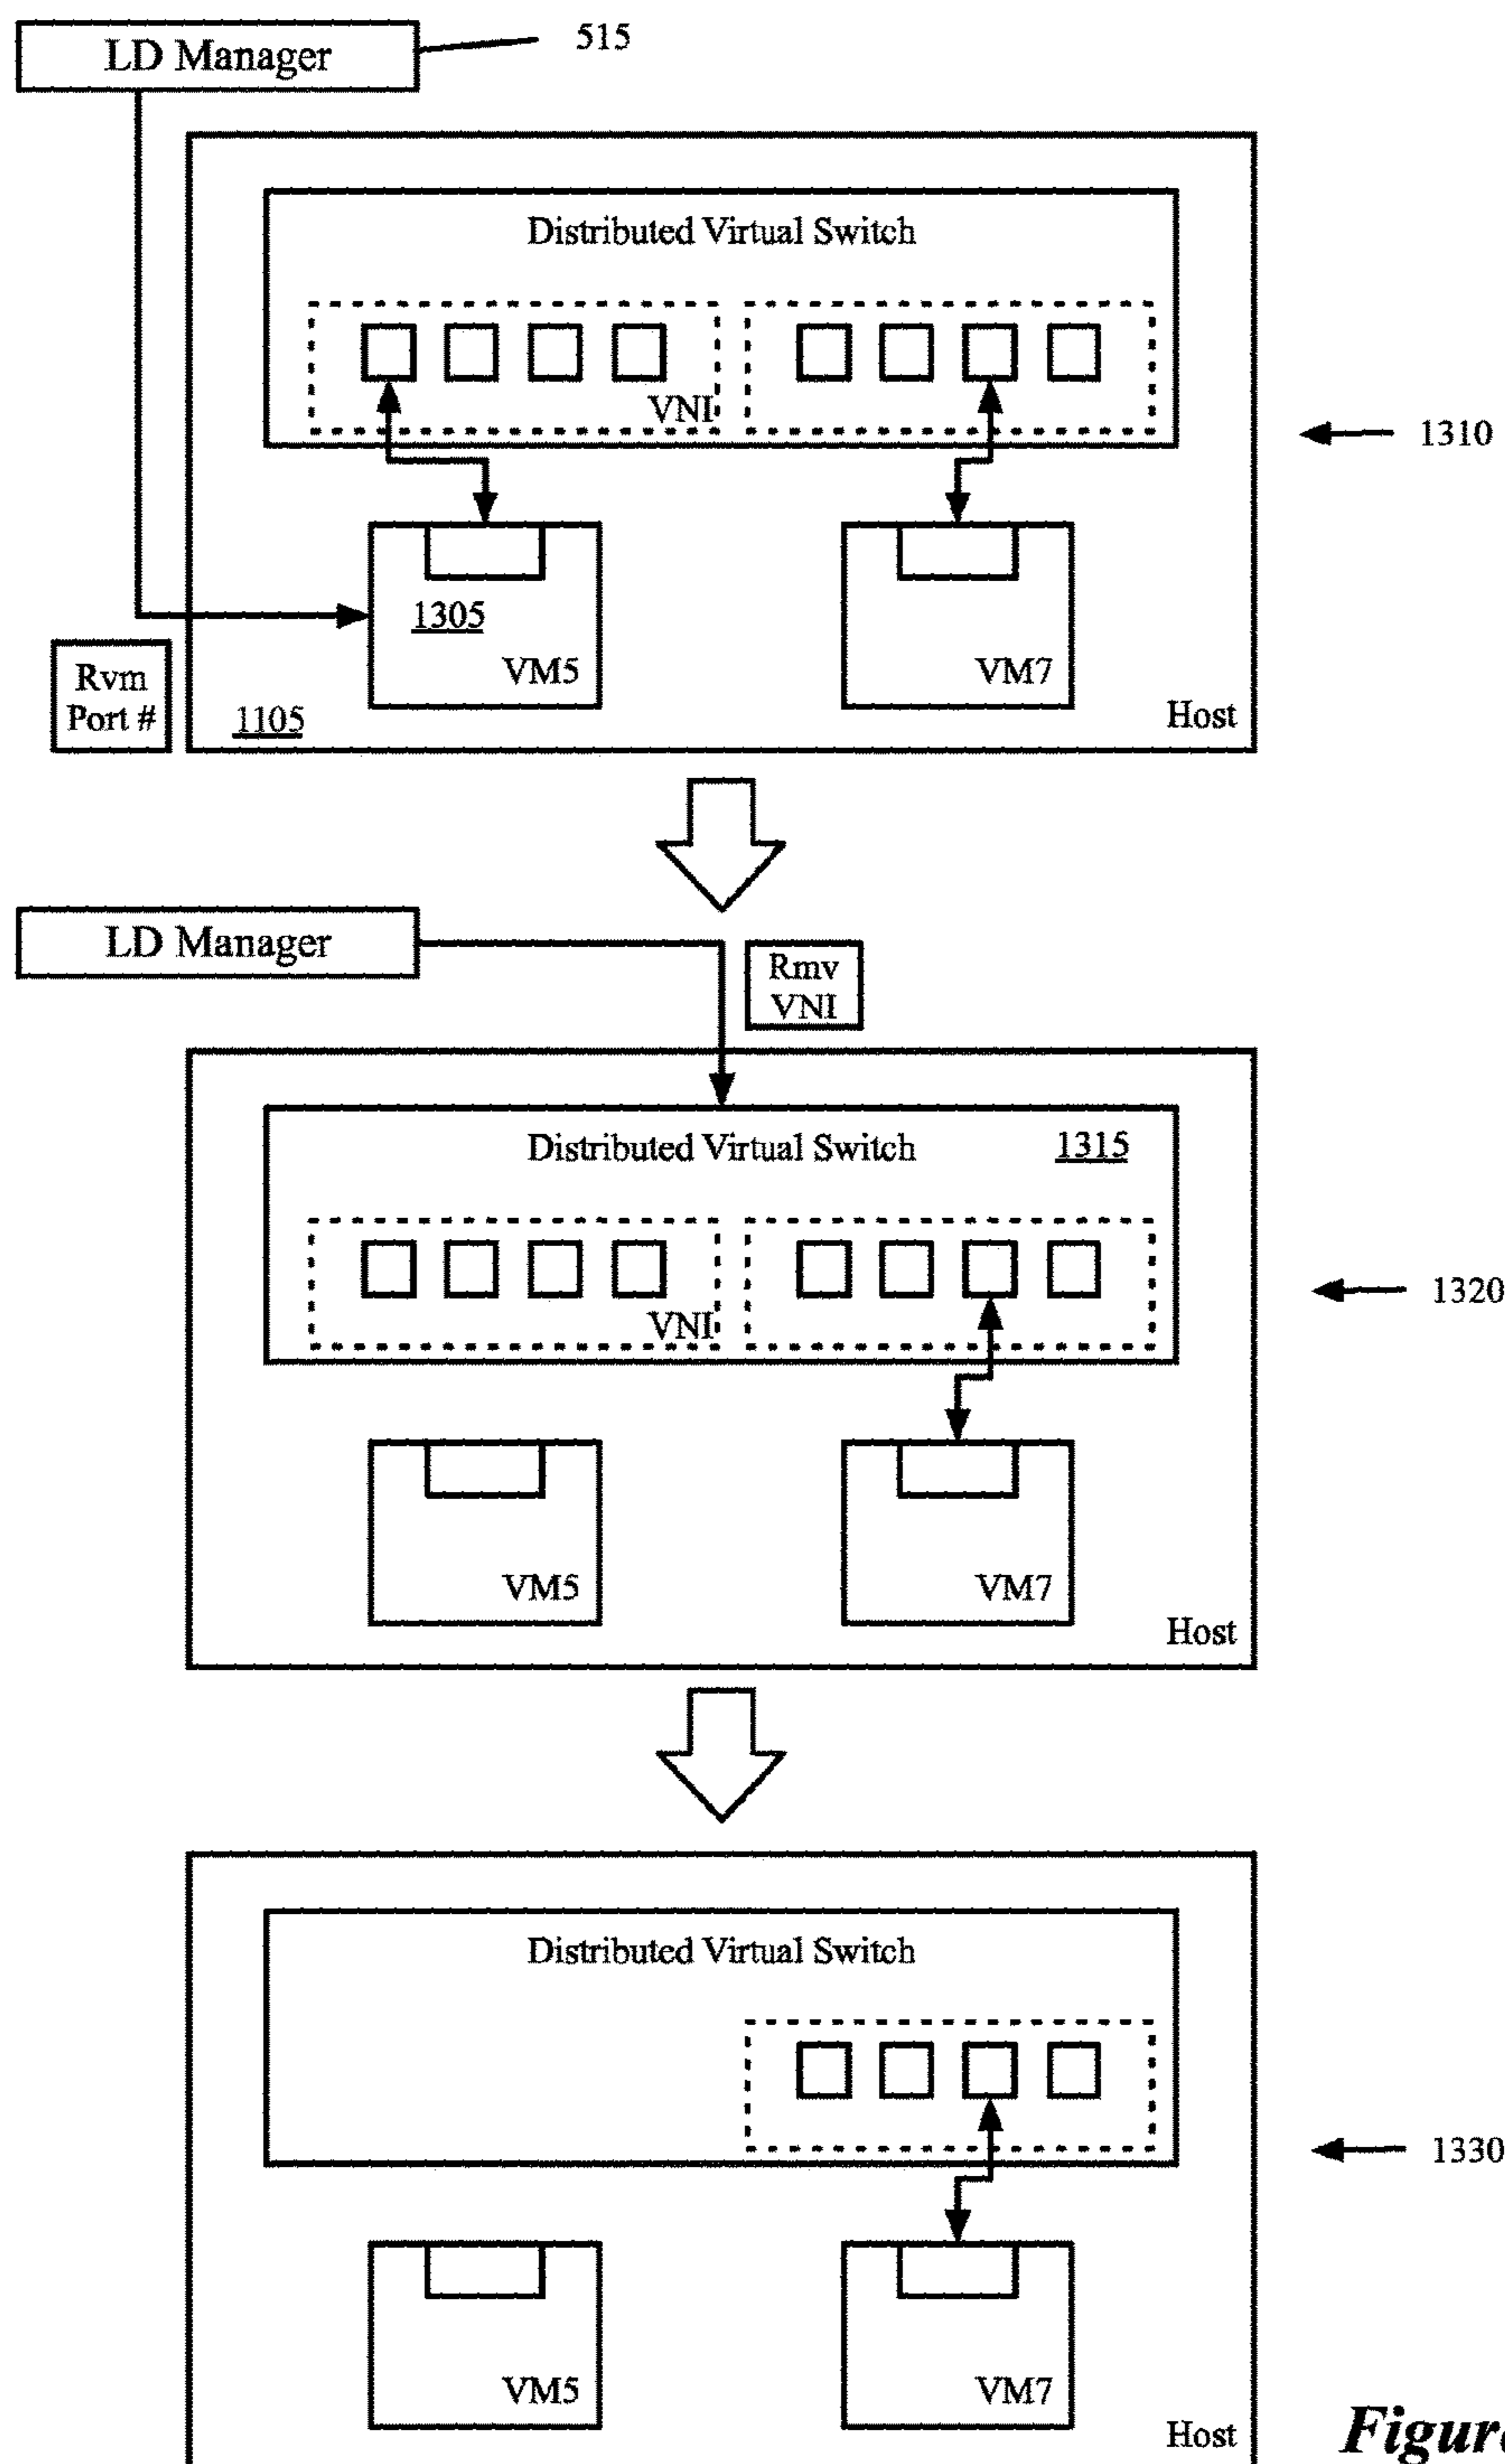 LD Manager
515
Distributed Virtual Switch
VNI
1310
1305
VM5
VM7
Rvm
Port #
1105
Host
LD Manager
Rmv
VNI
Distributed Virtual Switch
1315
VNI
1320
VM5
VM7
Host
Distributed Virtual Switch
1330
VM5
VM7
Host